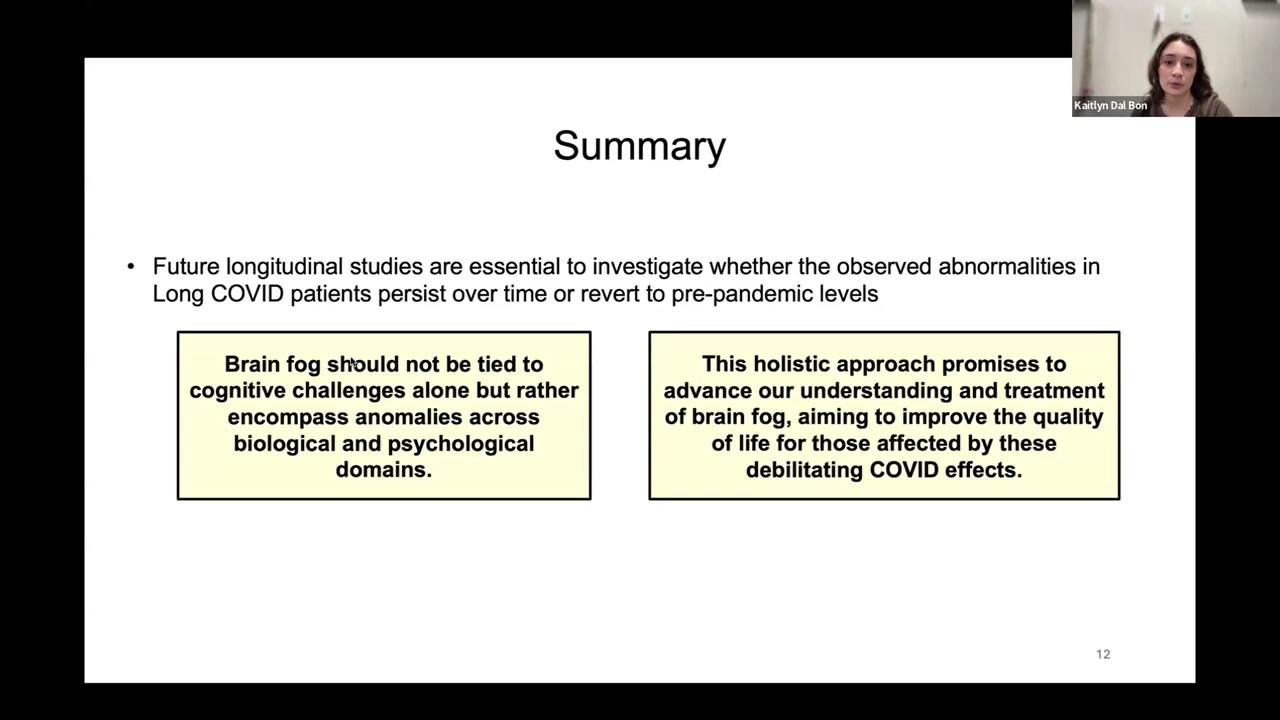 Kaitlyn Dal Bon
Summary
• Future longitudinal studies are essential to investigate whether the observed abnormalities in
Long COVID patients persist over time or revert to pre-pandemic levels
Brain fog should not be tied to
cognitive challenges alone but rather
encompass anomalies across
biological and psychological
domains.
This holistic approach promises to
advance our understanding and treatment
of brain fog, aiming to improve the quality
of life for those affected by these
debilitating COVID effects.
12